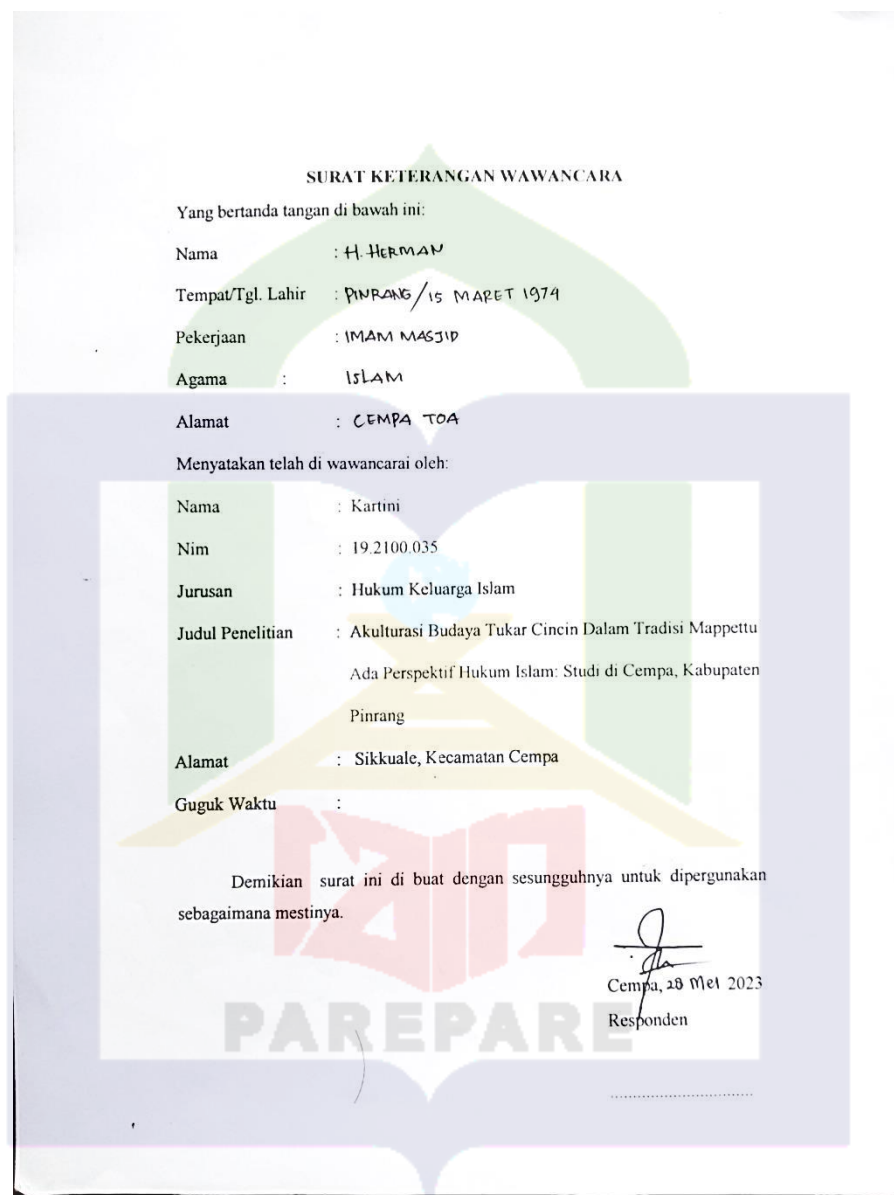 SURAT KETERANGAN WAWANCARA
Yang bertanda tangan di bawah ini:
Nama : H. HERMAN
Tempat/Tgl. Lahir : PINRANG/15 MARET 1974
Pekerjaan : IMAM MASJID
Agama : ISLAM
Alamat : CEMPA TOA
Menyatakan telah di wawancarai oleh:
Nama : Kartini
Nim : 19.2100.035
Jurusan : Hukum Keluarga Islam
Judul Penelitian : Akulturasi Budaya Tukar Cincin Dalam Tradisi Mappettu
Ada Perspektif Hukum Islam: Studi di Cempa, Kabupaten
Pinrang
Alamat : Sikkuale, Kecamatan Cempa
Guguk Waktu :
Demikian surat ini di buat dengan sesungguhnya untuk dipergunakan
sebagaimana mestinya.
Cempa, 28 Mei 2023
Responden
PAREPARE